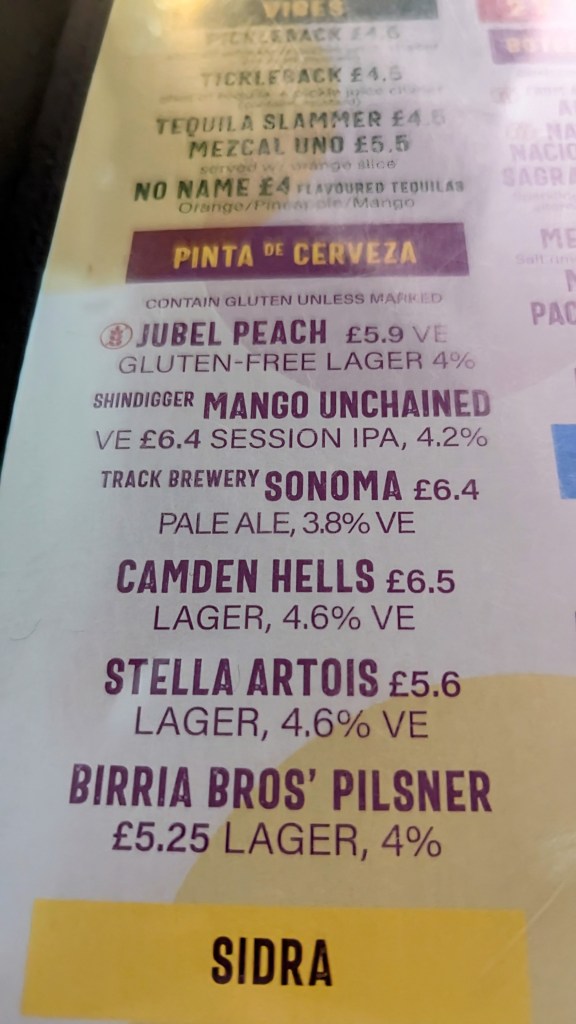 VIBES
PICKLEBACK £4.5
TICKLEBACK £4.5
TEQUILA SLAMMER £4.5
MEZCAL UNO £5.5
served w/ orange slice
NO NAME £4 FLAVOURED TEQUILAS
Orange/Pineapple/Mango
PINTA DE CERVEZA
CONTAIN GLUTEN UNLESS MARKED
JUBEL PEACH £5.9 VE
GLUTEN-FREE LAGER 4%
SHINDIGGER MANGO UNCHAINED
VE £6.4 SESSION IPA, 4.2%
TRACK BREWERY SONOMA £6.4
PALE ALE, 3.8% VE
CAMDEN HELLS £6.5
LAGER, 4.6% VE
STELLA ARTOIS £5.6
LAGER, 4.6% VE
BIRRIA BROS' PILSNER
£5.25 LAGER, 4%
SIDRA